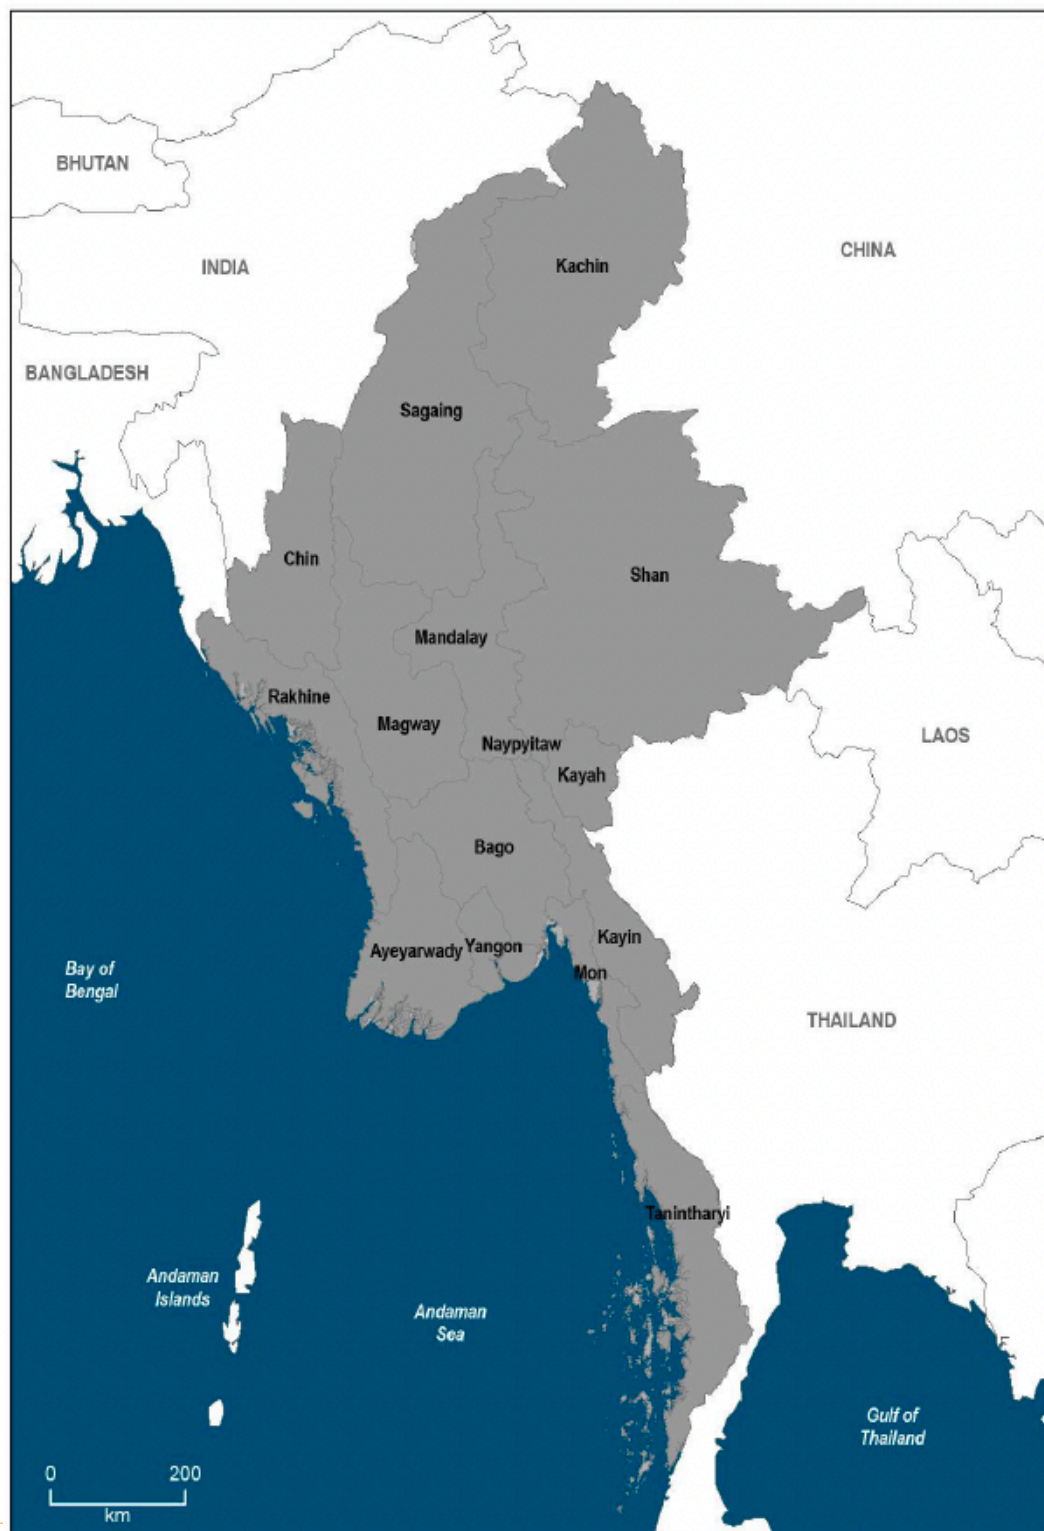 BHUTAN
CHINA
Kachin
INDIA
BANGLADESH
Sagaing
Chin
Shan
Mandalay
Rakhine
Magway
Naypyitaw
LAOS
Kayah
Bago
Kayin
Ayeyarwady
Yangon
Mon
Bay of
Bengal
THAILAND
Tanintharyi
Andaman
Islands
Andaman
Sea
Gulf of
Thailand
0 200
km